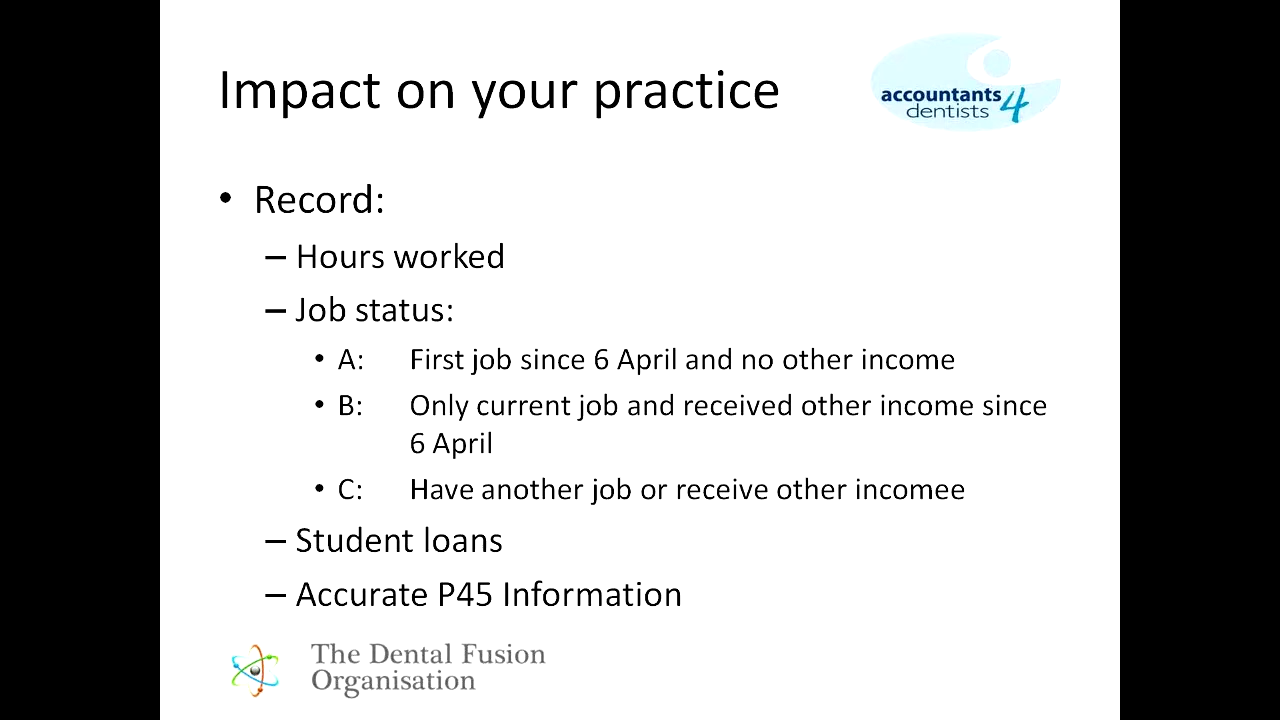 Impact on your practice
accountants 4
dentists
• Record:
– Hours worked
– Job status:
• A: First job since 6 April and no other income
• B: Only current job and received other income since
6 April
• C: Have another job or receive other incomee
– Student loans
– Accurate P45 Information
The Dental Fusion
Organisation